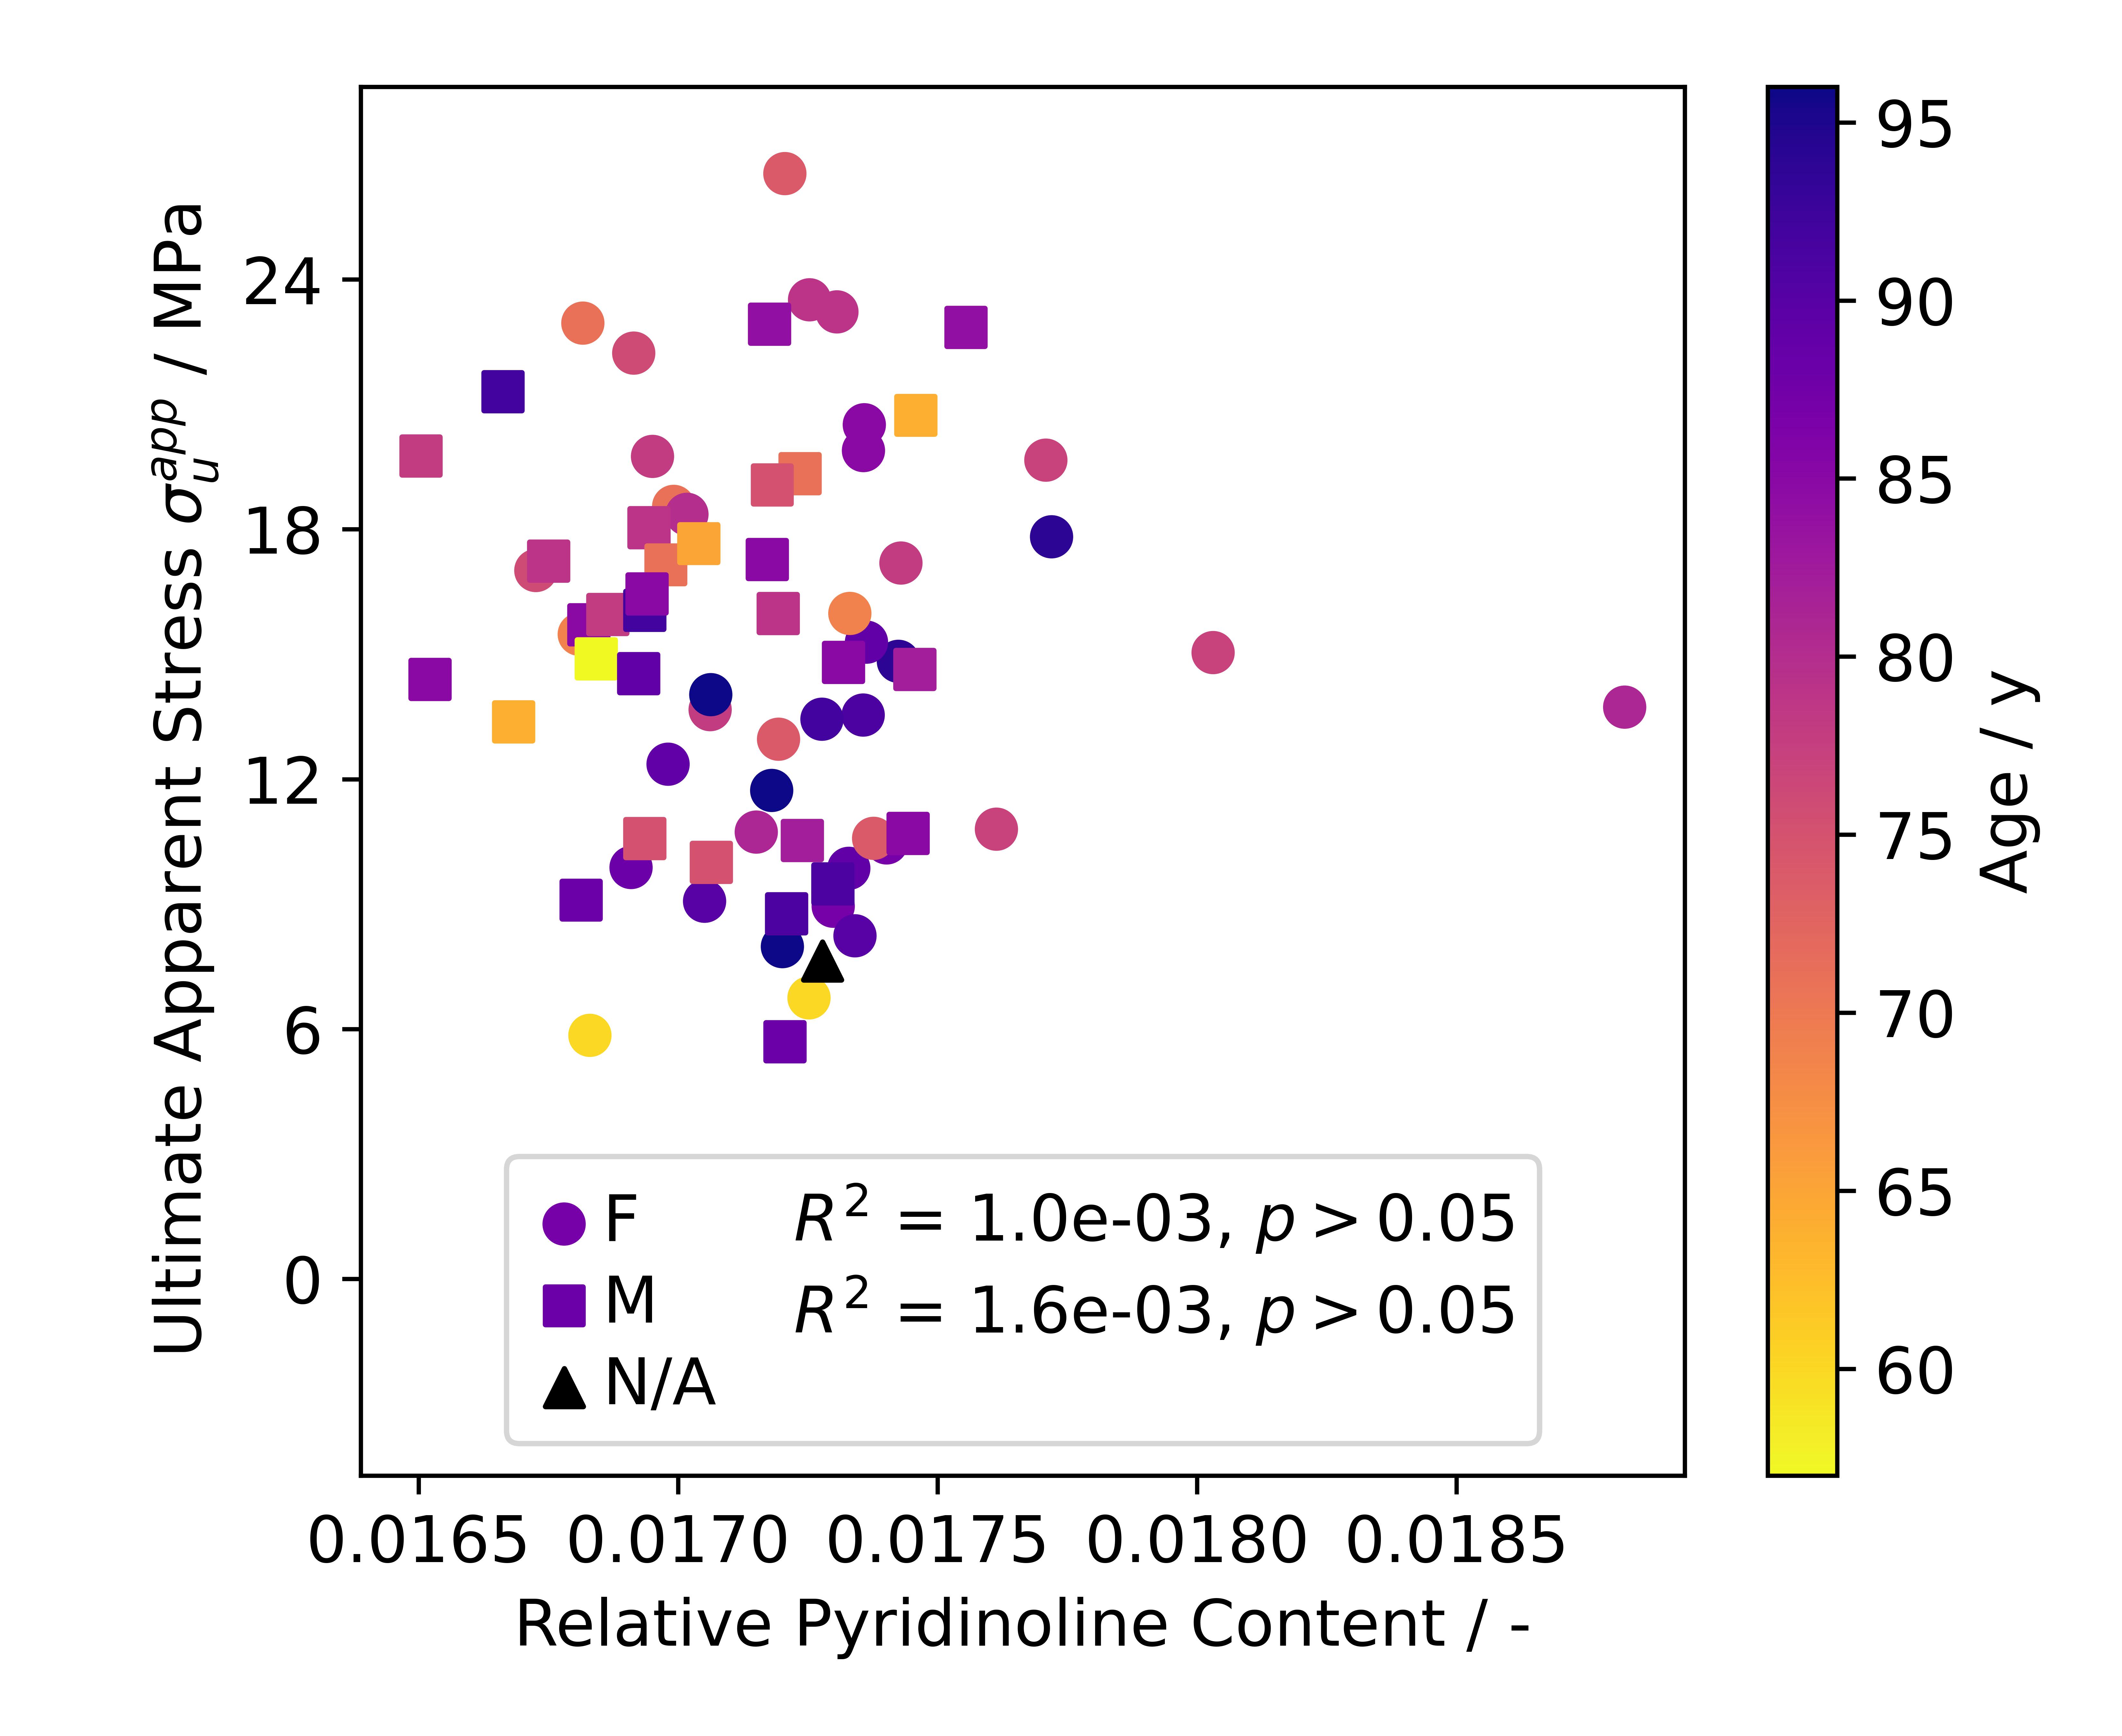 Ultimate Apparent Stress σ_u^app / MPa
24
18
12
6
0
F R² = 1.0e-03, p > 0.05
M R² = 1.6e-03, p > 0.05
N/A
0.0165 0.0170 0.0175 0.0180 0.0185
Relative Pyridinoline Content / -
95
90
85
80
75
70
65
60
Age / y